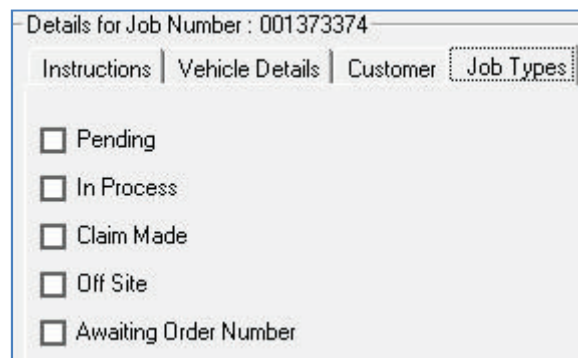 Details for Job Number : 001373374
Instructions Vehicle Details Customer Job Types
Pending
In Process
Claim Made
Off Site
Awaiting Order Number